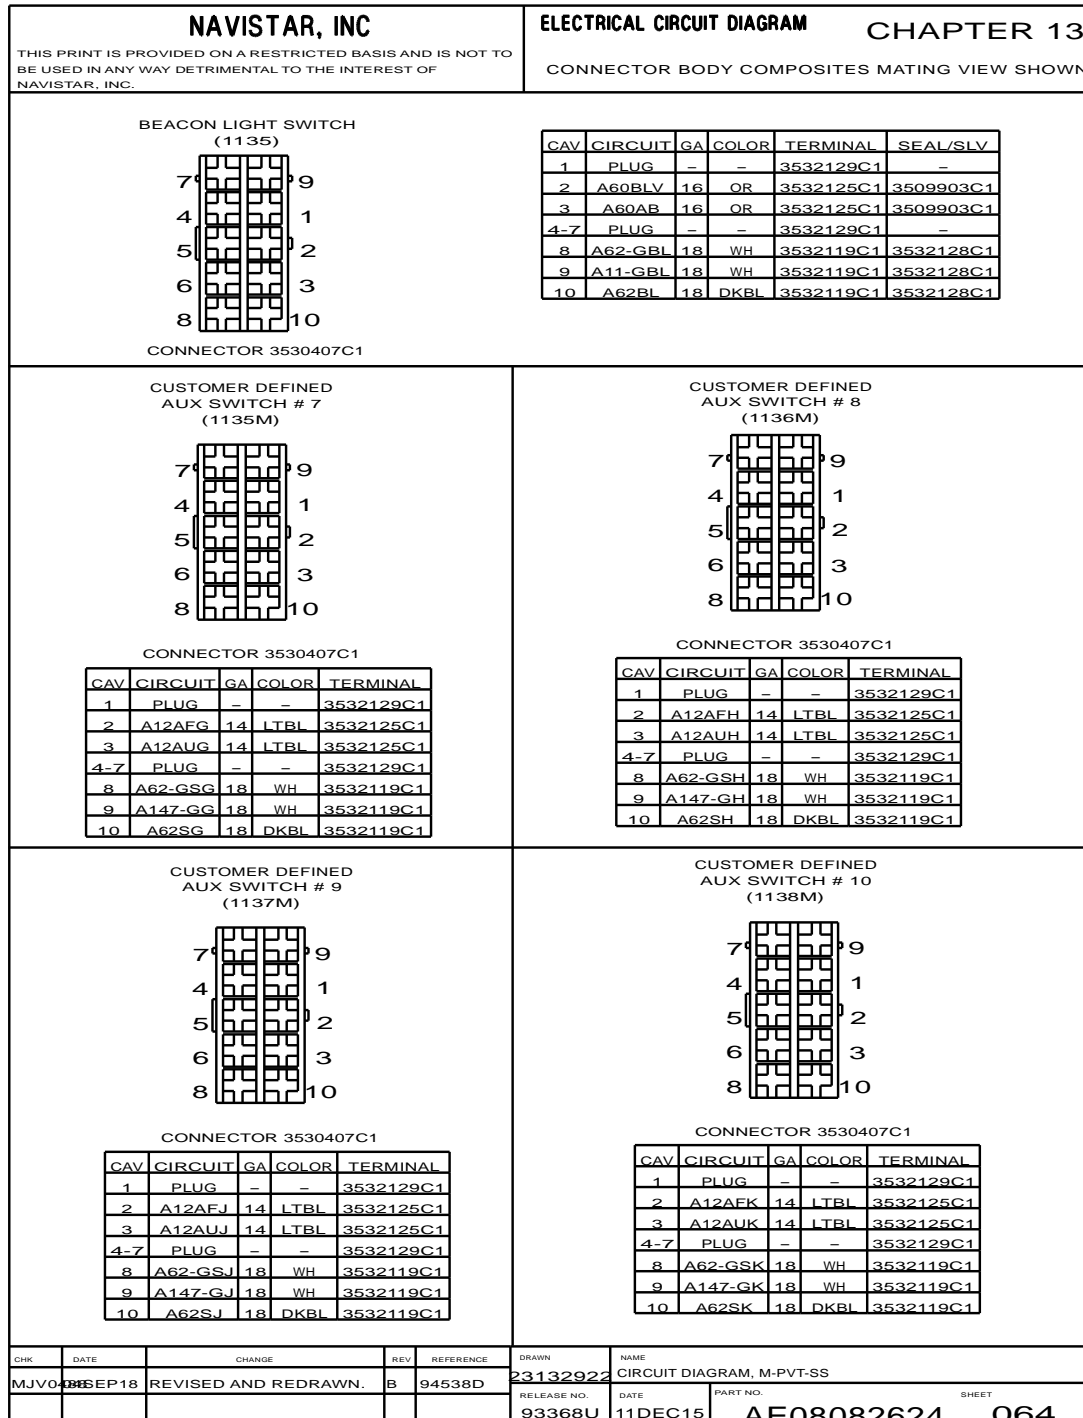 NAVISTAR, INC
THIS PRINT IS PROVIDED ON A RESTRICTED BASIS AND IS NOT TO
BE USED IN ANY WAY DETRIMENTAL TO THE INTEREST OF
NAVISTAR, INC.
ELECTRICAL CIRCUIT DIAGRAM CHAPTER 13
CONNECTOR BODY COMPOSITES MATING VIEW SHOWN
BEACON LIGHT SWITCH
(1135)
7 9
4 1
5 2
6 3
8 10
CONNECTOR 3530407C1
CAV CIRCUIT GA COLOR TERMINAL SEAL/SLV
1 PLUG – – 3532129C1 –
2 A60BLV 16 OR 3532125C1 3509903C1
3 A60AB 16 OR 3532125C1 3509903C1
4-7 PLUG – – 3532129C1 –
8 A62-GBL 18 WH 3532119C1 3532128C1
9 A11-GBL 18 WH 3532119C1 3532128C1
10 A62BL 18 DKBL 3532119C1 3532128C1
CUSTOMER DEFINED
AUX SWITCH # 7
(1135M)
7 9
4 1
5 2
6 3
8 10
CONNECTOR 3530407C1
CAV CIRCUIT GA COLOR TERMINAL
1 PLUG – – 3532129C1
2 A12AFG 14 LTBL 3532125C1
3 A12AUG 14 LTBL 3532125C1
4-7 PLUG – – 3532129C1
8 A62-GSG 18 WH 3532119C1
9 A147-GG 18 WH 3532119C1
10 A62SG 18 DKBL 3532119C1
CUSTOMER DEFINED
AUX SWITCH # 8
(1136M)
7 9
4 1
5 2
6 3
8 10
CONNECTOR 3530407C1
CAV CIRCUIT GA COLOR TERMINAL
1 PLUG – – 3532129C1
2 A12AFH 14 LTBL 3532125C1
3 A12AUH 14 LTBL 3532125C1
4-7 PLUG – – 3532129C1
8 A62-GSH 18 WH 3532119C1
9 A147-GH 18 WH 3532119C1
10 A62SH 18 DKBL 3532119C1
CUSTOMER DEFINED
AUX SWITCH # 9
(1137M)
7 9
4 1
5 2
6 3
8 10
CONNECTOR 3530407C1
CAV CIRCUIT GA COLOR TERMINAL
1 PLUG – – 3532129C1
2 A12AFJ 14 LTBL 3532125C1
3 A12AUJ 14 LTBL 3532125C1
4-7 PLUG – – 3532129C1
8 A62-GSJ 18 WH 3532119C1
9 A147-GJ 18 WH 3532119C1
10 A62SJ 18 DKBL 3532119C1
CUSTOMER DEFINED
AUX SWITCH # 10
(1138M)
7 9
4 1
5 2
6 3
8 10
CONNECTOR 3530407C1
CAV CIRCUIT GA COLOR TERMINAL
1 PLUG – – 3532129C1
2 A12AFK 14 LTBL 3532125C1
3 A12AUK 14 LTBL 3532125C1
4-7 PLUG – – 3532129C1
8 A62-GSK 18 WH 3532119C1
9 A147-GK 18 WH 3532119C1
10 A62SK 18 DKBL 3532119C1
CHK DATE CHANGE REV REFERENCE
REVISED AND REDRAWN. B 94538D
DRAWN NAME
23132922 CIRCUIT DIAGRAM, M-PVT-SS
RELEASE NO. DATE PART NO. SHEET
93368U 11DEC15 AE08082624 064